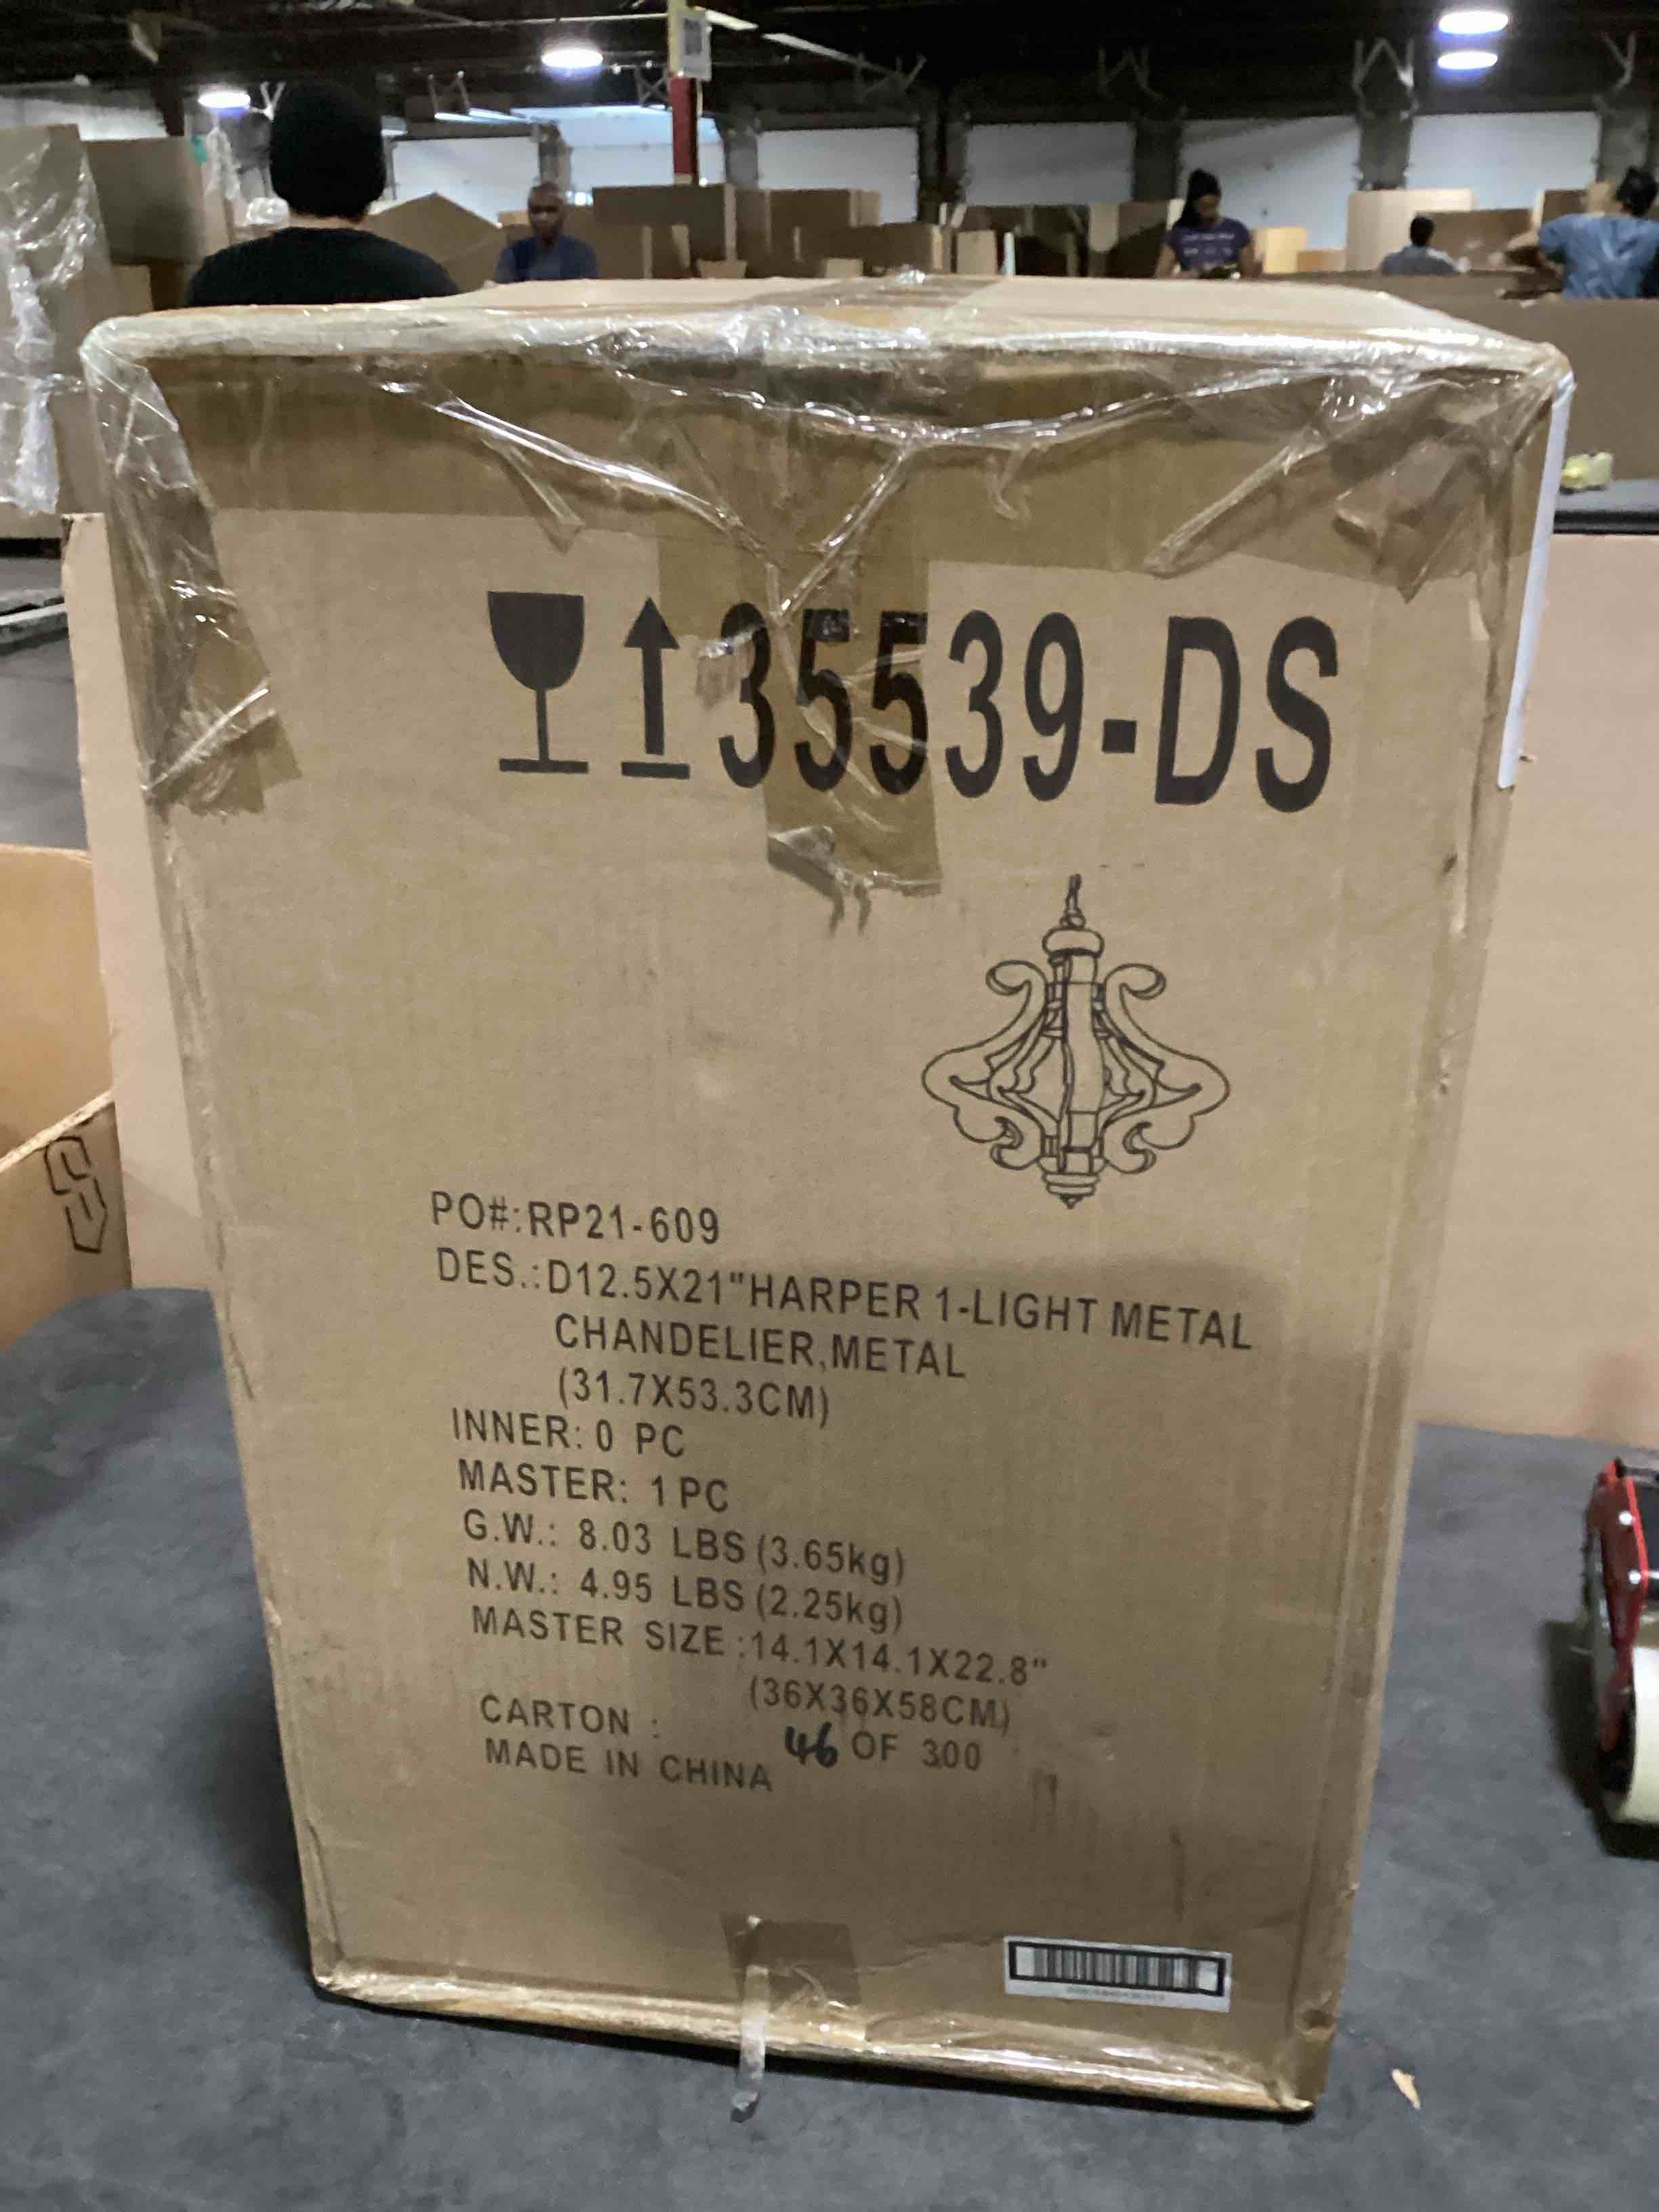 35539-DS
PO#:RP21-609
DES.:D12.5X21"HARPER 1-LIGHT METAL
CHANDELIER,METAL
(31.7X53.3CM)
INNER: 0 PC
MASTER: 1 PC
G.W.: 8.03 LBS (3.65kg)
N.W.: 4.95 LBS (2.25kg)
MASTER SIZE:14.1X14.1X22.8"
(36X36X58CM)
CARTON : 46 OF 300
MADE IN CHINA